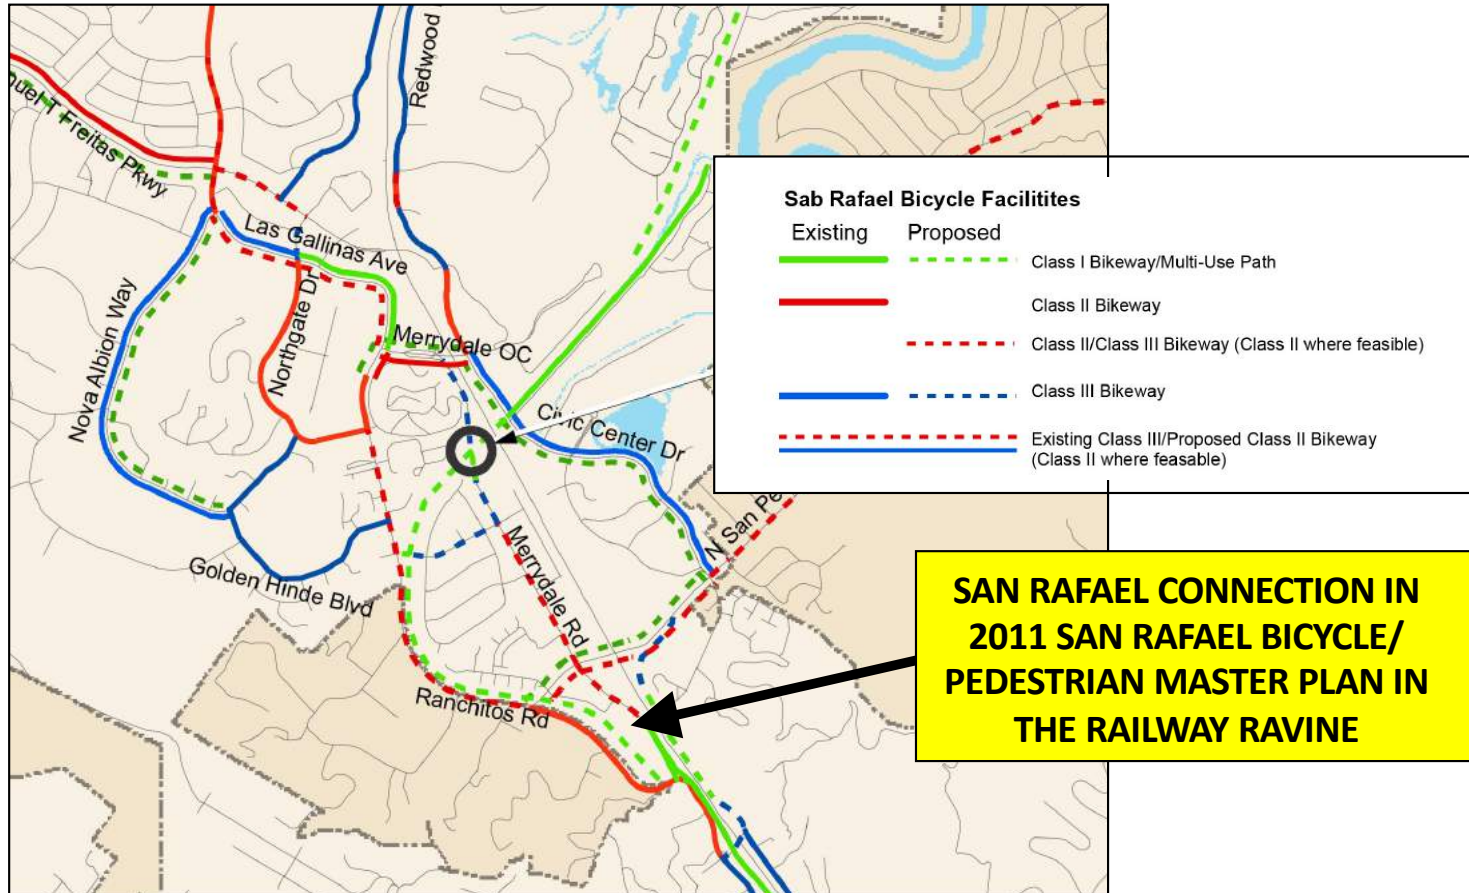 Redwood
nuel T Freitas Pkwy
Las Gallinas Ave
Nova Albion Way
Northgate Dr
Merrydale OC
Civic Center Dr
N San Pe
Golden Hinde Blvd
Merrydale Rd
Ranchitos Rd
Sab Rafael Bicycle Facilitites
Existing Proposed
Class I Bikeway/Multi-Use Path
Class II Bikeway
Class II/Class III Bikeway (Class II where feasible)
Class III Bikeway
Existing Class III/Proposed Class II Bikeway
(Class II where feasable)
SAN RAFAEL CONNECTION IN
2011 SAN RAFAEL BICYCLE/
PEDESTRIAN MASTER PLAN IN
THE RAILWAY RAVINE